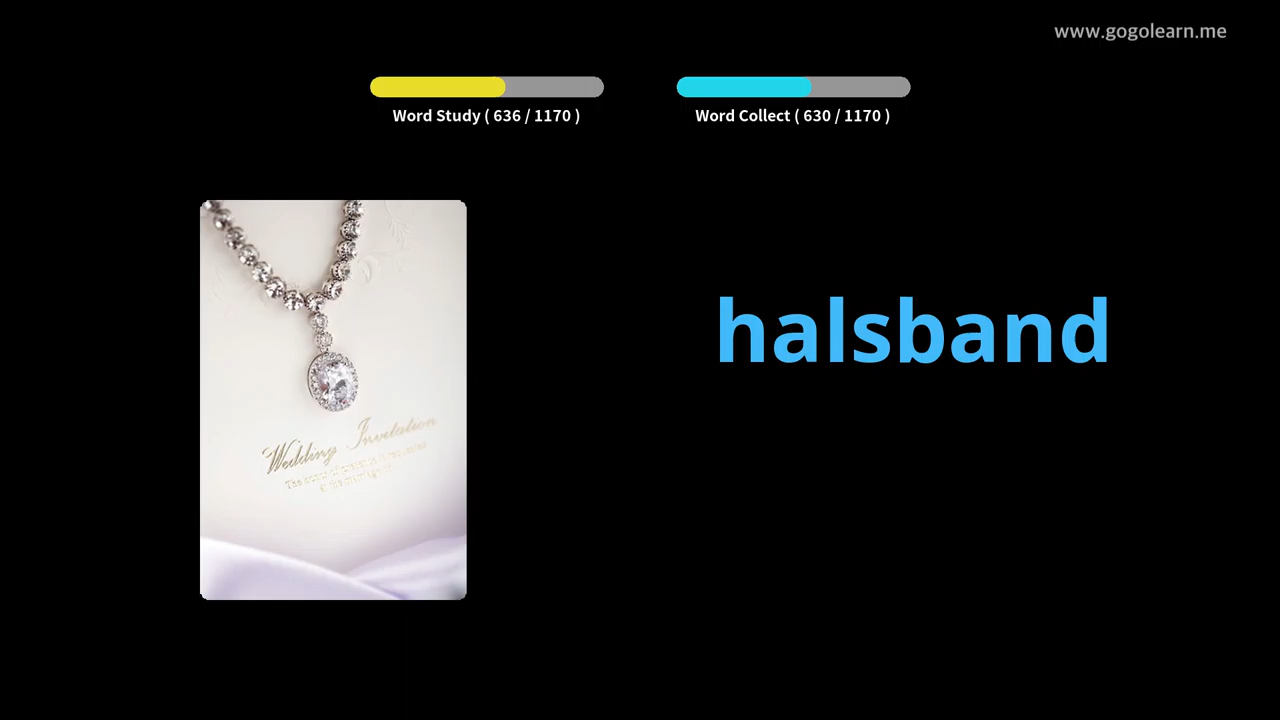 www.gogolearn.me
Word Study ( 636 / 1170 )
Word Collect ( 630 / 1170 )
halsband
Wedding Invitation